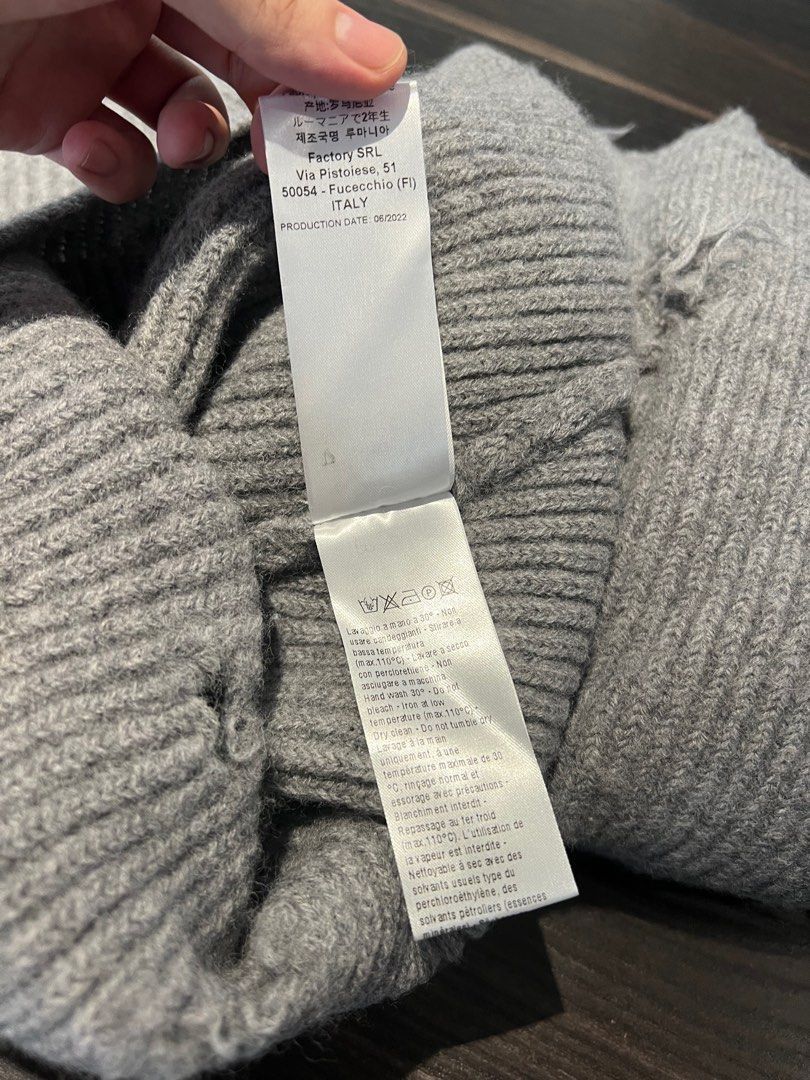 产地:罗马尼亚
ルーマニアで2年生
제조국명 루마니아
Factory SRL
Via Pistoiese, 51
50054 - Fucecchio (FI)
ITALY
PRODUCTION DATE: 06/2022
Lavaggio a mano a 30° - Non
usare candeggianti - Stirare a
bassa temperatura
(max.110°C) - Lavare a secco
con percloretilene - Non
asciugare a macchina
Hand wash 30° - Do not
bleach - Iron at low
temperature (max.110°C) -
Dry clean - Do not tumble dry
Lavage à la main
uniquement, à une
température maximale de 30
°C, rinçage normal et
essorage avec précautions -
Blanchiment interdit -
Repassage au fer froid
(max.110°C). L'utilisation de
la vapeur est interdite -
Nettoyable à sec avec des
solvants usuels type du
perchloroéthylène, des
solvants pétroliers (essences